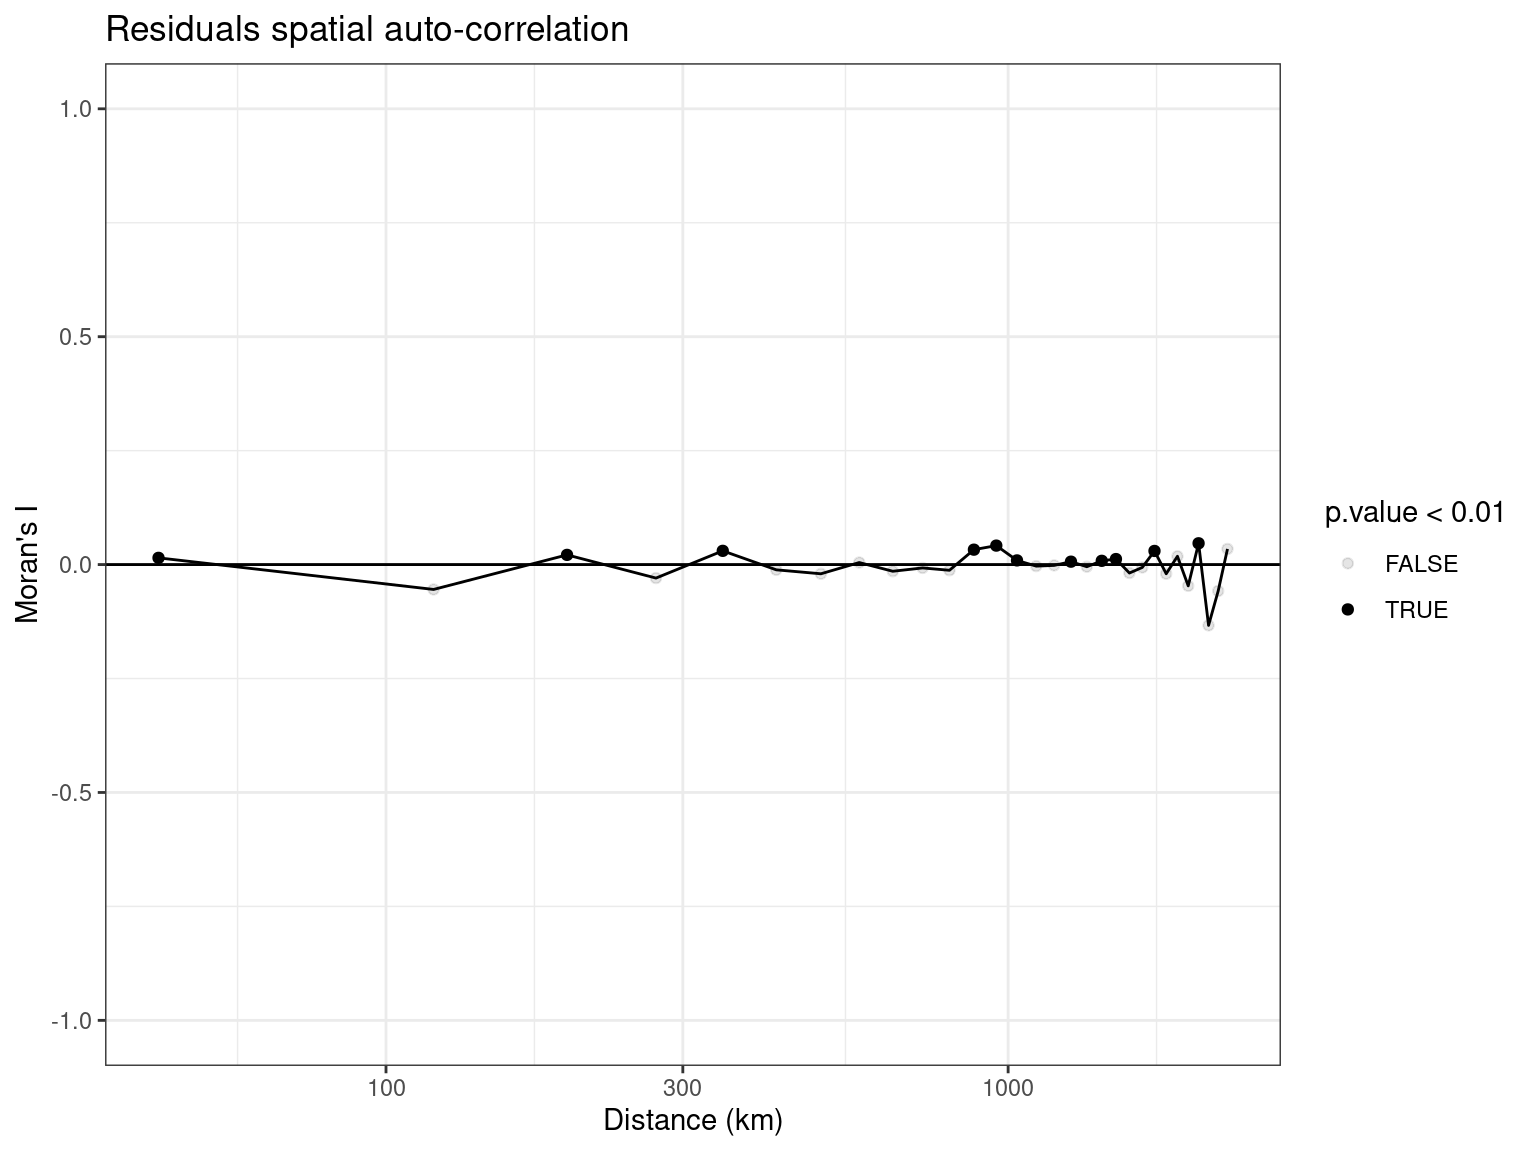 Residuals spatial auto-correlation
1.0
0.5
0.0
-0.5
-1.0
Moran's I
100
300
1000
Distance (km)
p.value < 0.01
FALSE
TRUE